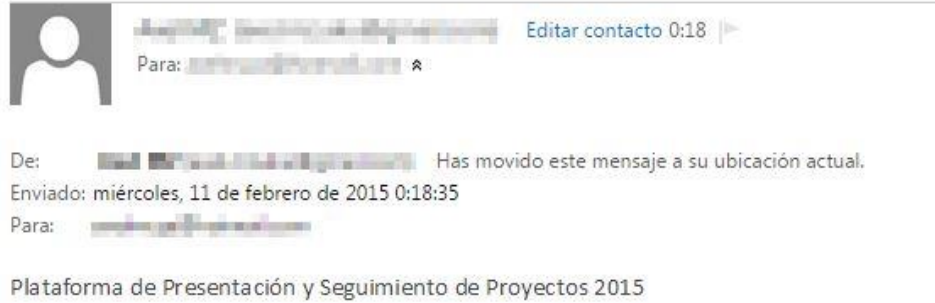 Editar contacto 0:18
Para:
De: Has movido este mensaje a su ubicación actual.
Enviado: miércoles, 11 de febrero de 2015 0:18:35
Para:
Plataforma de Presentación y Seguimiento de Proyectos 2015